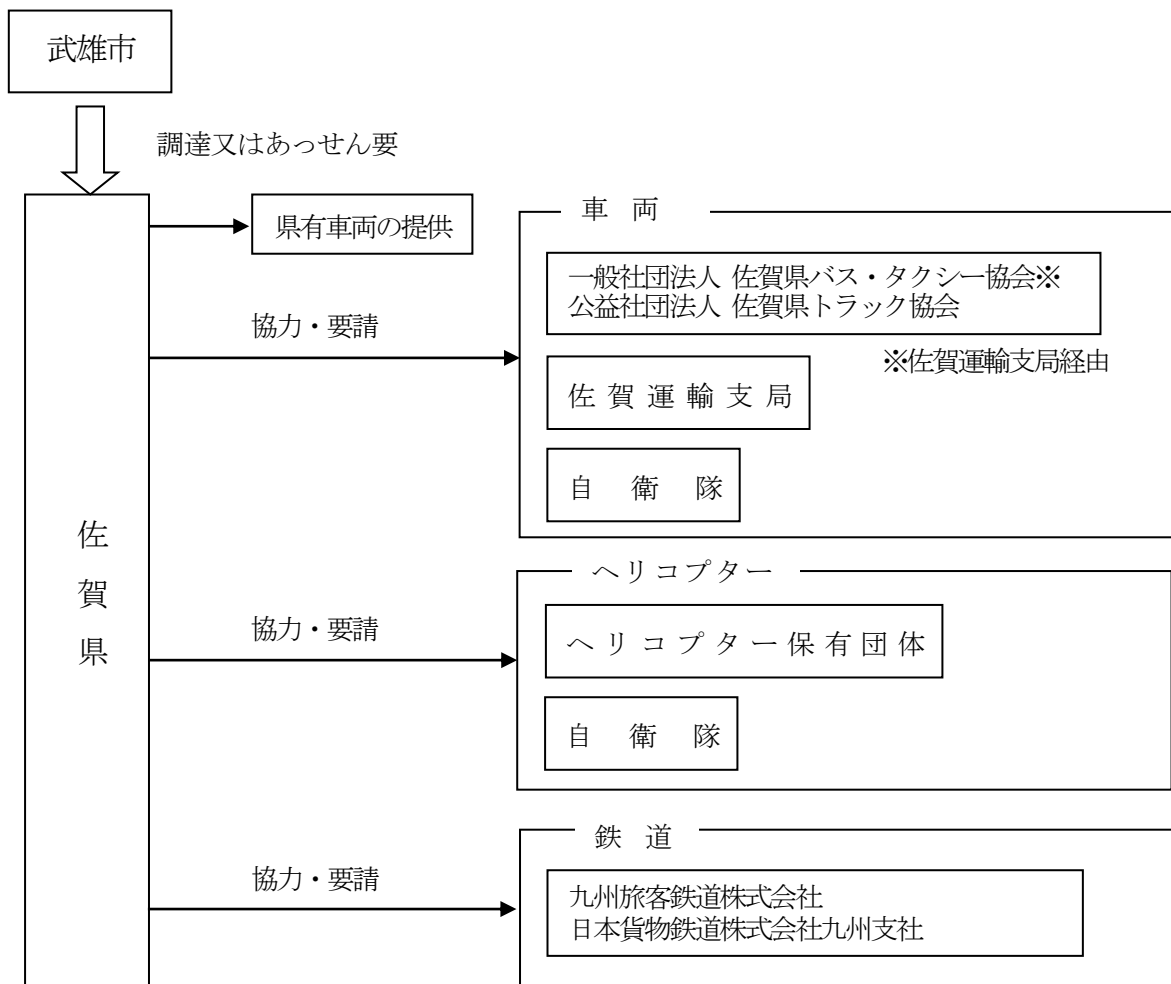 武雄市
調達又はあっせん要
県有車両の提供
車 両
一般社団法人 佐賀県バス・タクシー協会※
公益社団法人 佐賀県トラック協会
協力・要請
※佐賀運輸支局経由
佐賀運輸支局
自 衛 隊
佐賀県
ヘリコプター
協力・要請
ヘリコプター保有団体
自 衛 隊
鉄 道
協力・要請
九州旅客鉄道株式会社
日本貨物鉄道株式会社九州支社